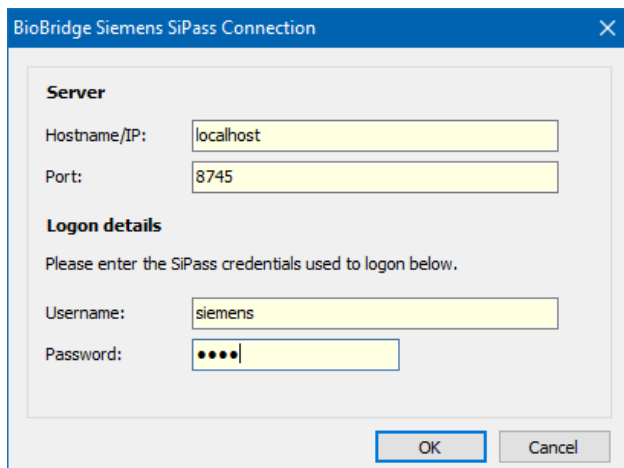 BioBridge Siemens SiPass Connection
Server
Hostname/IP: localhost
Port: 8745
Logon details
Please enter the SiPass credentials used to logon below.
Username: siemens
Password: ●●●●
OK Cancel